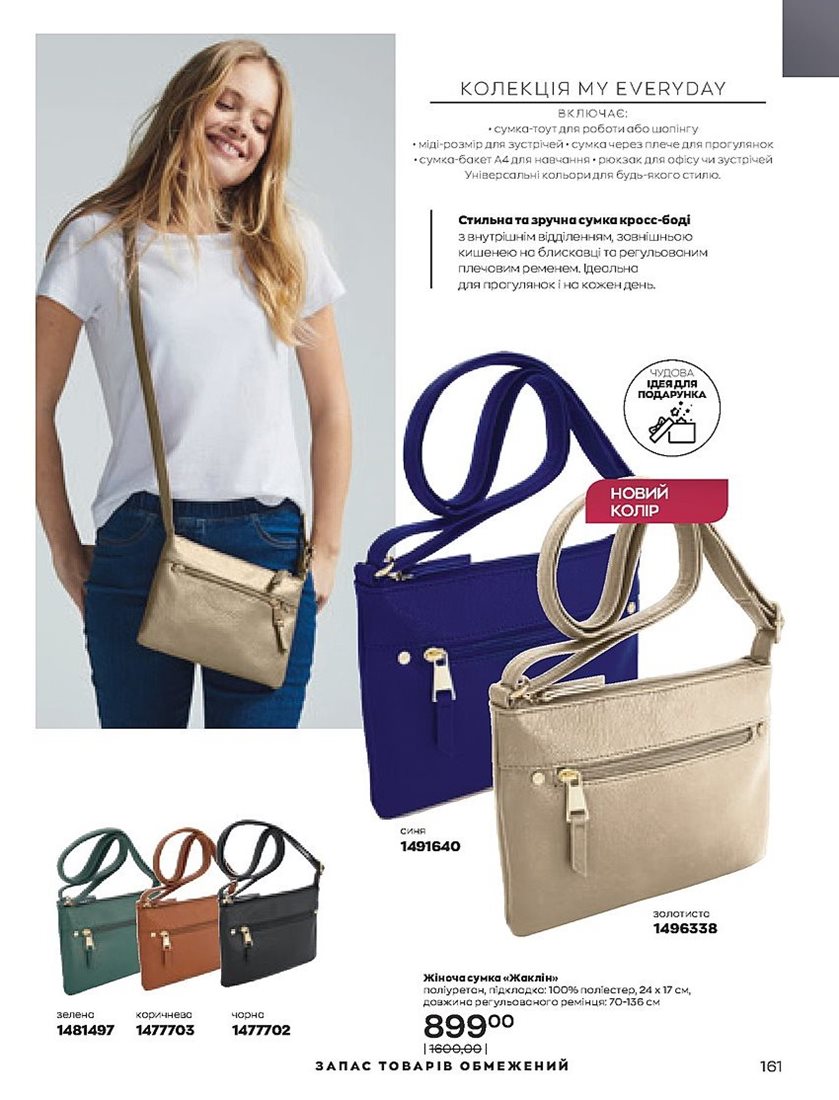 КОЛЕКЦІЯ MY EVERYDAY
ВКЛЮЧАЄ:
• сумка-тоут для роботи або шопінгу
• міді-розмір для зустрічей • сумка через плече для прогулянок
• сумка-бакет А4 для навчання • рюкзак для офісу чи зустрічей
Універсальні кольори для будь-якого стилю.
Стильна та зручна сумка кросс-боді
з внутрішнім відділенням, зовнішньою
кишенею на блискавці та регульованим
плечовим ременем. Ідеальна
для прогулянок і на кожен день.
ЧУДОВА
ІДЕЯ ДЛЯ
ПОДАРУНКА
НОВИЙ
КОЛІР
синя
1491640
золотиста
1496338
зелена
1481497
коричнева
1477703
чорна
1477702
Жіноча сумка «Жаклін»
поліуретан, підкладка: 100% поліестер, 24 х 17 см,
довжина регульованого ремінця: 70-136 см
899⁰⁰
| 1600,00 |
ЗАПАС ТОВАРІВ ОБМЕЖЕНИЙ
161